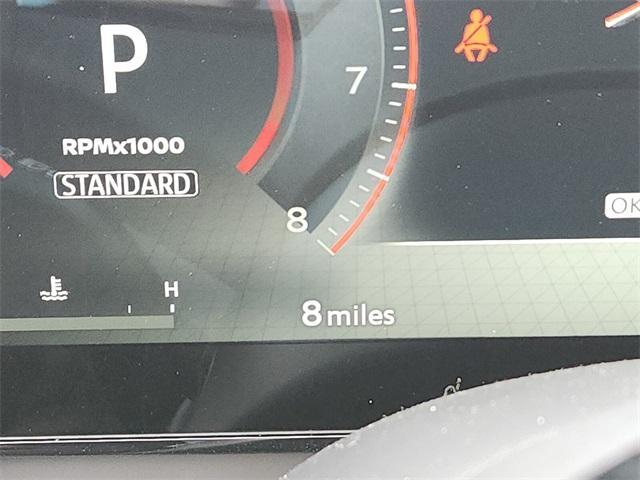 P
7
RPMx1000
STANDARD
8
OK
H
8 miles